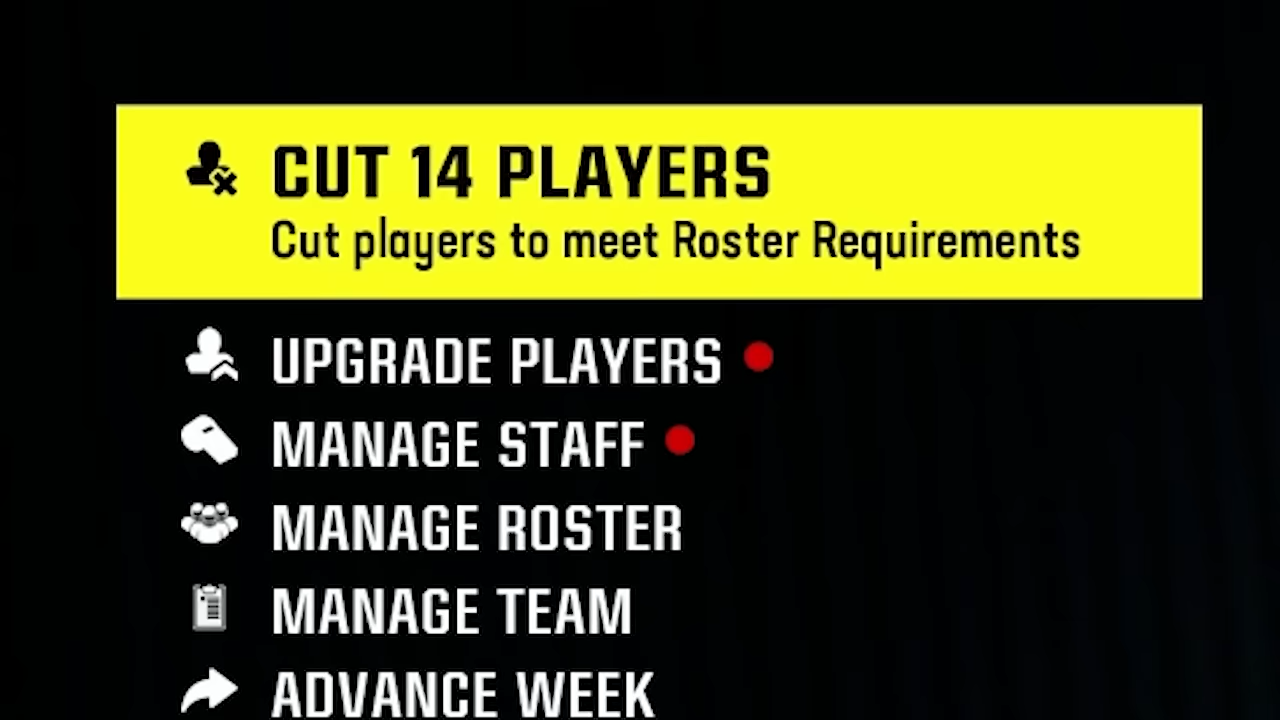 CUT 14 PLAYERS
Cut players to meet Roster Requirements
UPGRADE PLAYERS
MANAGE STAFF
MANAGE ROSTER
MANAGE TEAM
ADVANCE WEEK